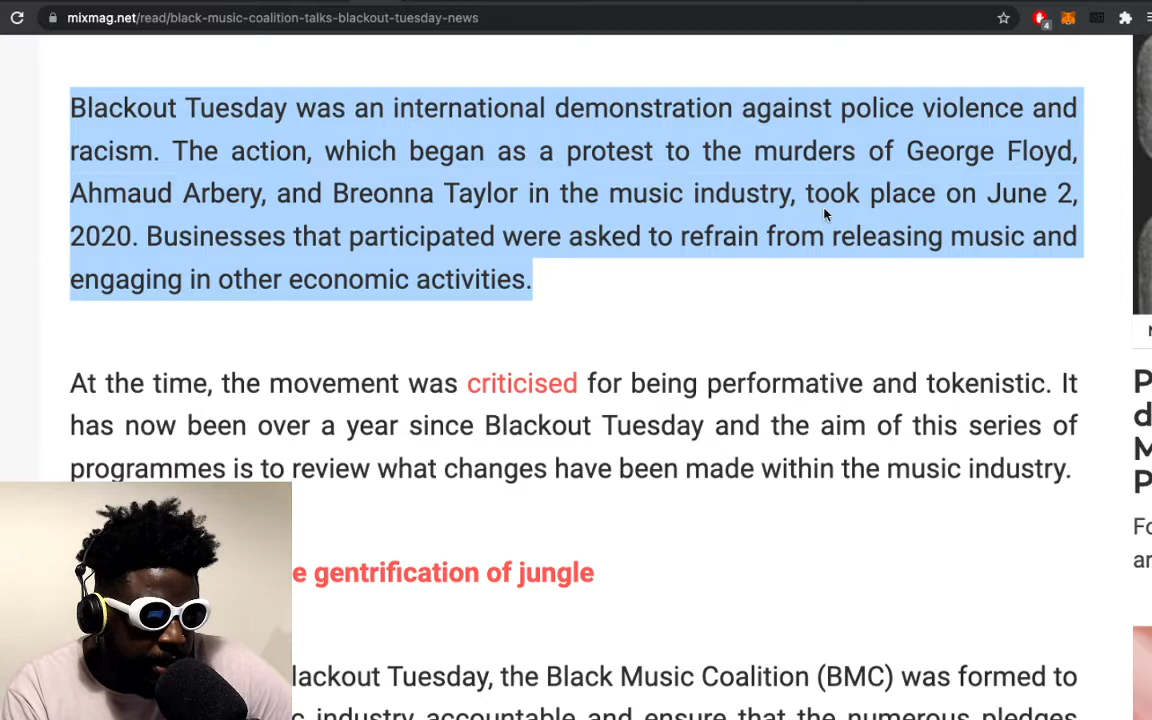 mixmag.net/read/black-music-coalition-talks-blackout-tuesday-news
4
Blackout Tuesday was an international demonstration against police violence and
racism. The action, which began as a protest to the murders of George Floyd,
Ahmaud Arbery, and Breonna Taylor in the music industry, took place on June 2,
2020. Businesses that participated were asked to refrain from releasing music and
engaging in other economic activities.
At the time, the movement was criticised for being performative and tokenistic. It
has now been over a year since Blackout Tuesday and the aim of this series of
programmes is to review what changes have been made within the music industry.
e gentrification of jungle
lackout Tuesday, the Black Music Coalition (BMC) was formed to
c industry accountable and ensure that the numerous pledges
P
d
M
P
Fo
ar